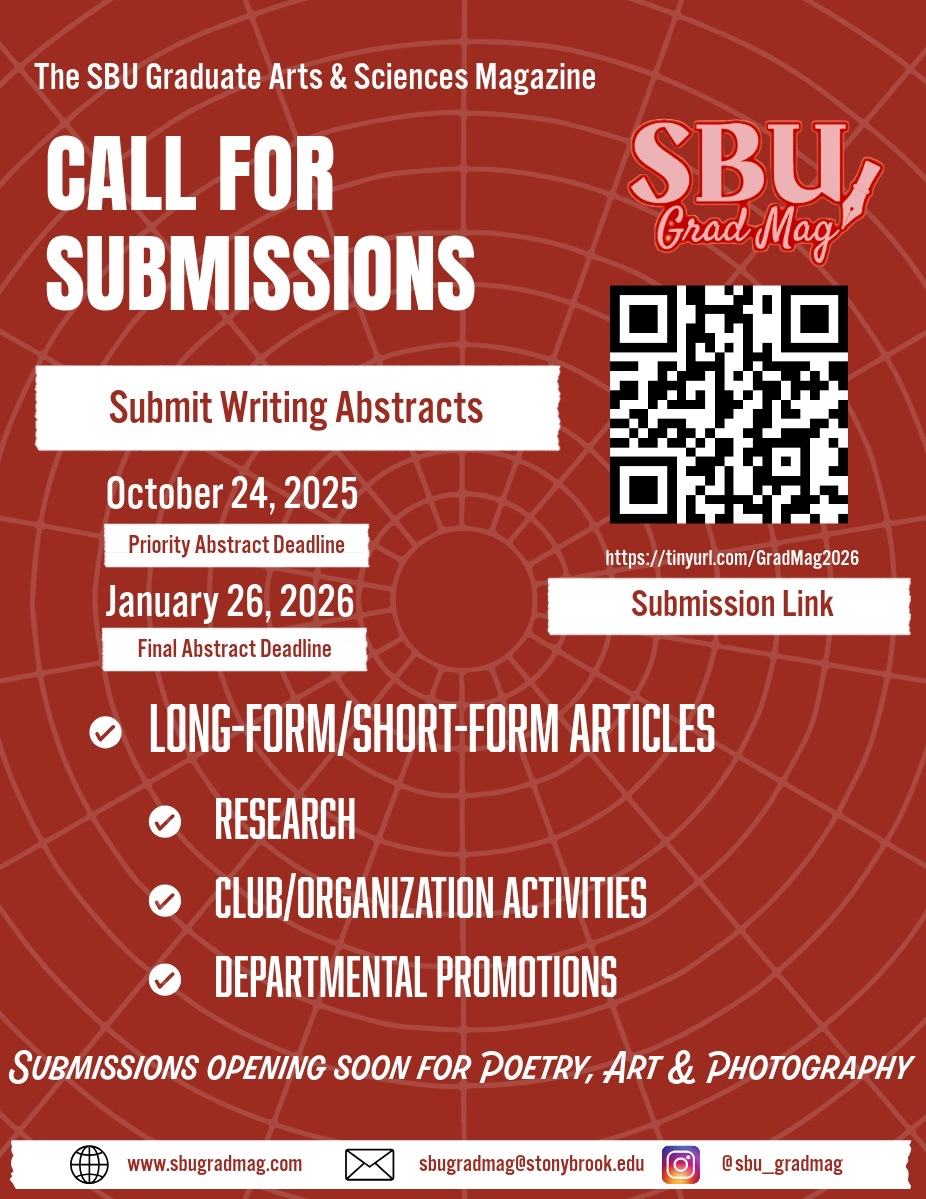 The SBU Graduate Arts & Sciences Magazine
CALL FOR
SUBMISSIONS
SBU
Grad Mag
Submit Writing Abstracts
October 24, 2025
Priority Abstract Deadline
January 26, 2026
Final Abstract Deadline
https://tinyurl.com/GradMag2026
Submission Link
LONG-FORM/SHORT-FORM ARTICLES
RESEARCH
CLUB/ORGANIZATION ACTIVITIES
DEPARTMENTAL PROMOTIONS
Submissions opening soon for Poetry, Art & Photography
www.sbugradmag.com sbugradmag@stonybrook.edu @sbu_gradmag